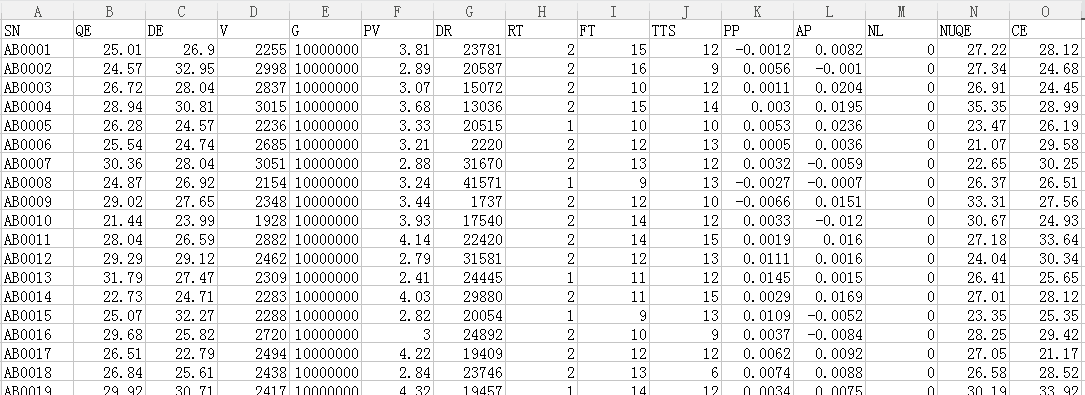 A B C D E F G H I J K L M N O
SN QE DE V G PV DR RT FT TTS PP AP NL NUQE CE
AB0001 25.01 26.9 2255 10000000 3.81 23781 2 15 12 -0.0012 0.0082 0 27.22 28.12
AB0002 24.57 32.95 2998 10000000 2.89 20587 2 16 9 0.0056 -0.001 0 27.34 24.68
AB0003 26.72 28.04 2837 10000000 3.07 15072 2 10 12 0.0011 0.0204 0 26.91 24.45
AB0004 28.94 30.81 3015 10000000 3.68 13036 2 15 14 0.003 0.0195 0 35.35 28.99
AB0005 26.28 24.57 2236 10000000 3.33 20515 1 10 10 0.0053 0.0236 0 23.47 26.19
AB0006 25.54 24.74 2685 10000000 3.21 2220 2 12 13 0.0005 0.0036 0 21.07 29.58
AB0007 30.36 28.04 3051 10000000 2.88 31670 2 13 12 0.0032 -0.0059 0 22.65 30.25
AB0008 24.87 26.92 2154 10000000 3.24 41571 1 9 13 -0.0027 -0.0007 0 26.37 26.51
AB0009 29.02 27.65 2348 10000000 3.44 1737 2 12 10 -0.0066 0.0151 0 33.31 27.56
AB0010 21.44 23.99 1928 10000000 3.93 17540 2 14 12 0.0033 -0.012 0 30.67 24.93
AB0011 28.04 26.59 2882 10000000 4.14 22420 2 14 15 0.0019 0.016 0 27.18 33.64
AB0012 29.29 29.12 2462 10000000 2.79 31581 2 12 13 0.0111 0.0016 0 24.04 30.34
AB0013 31.79 27.47 2309 10000000 2.41 24445 1 11 12 0.0145 0.0015 0 26.41 25.65
AB0014 22.73 24.71 2283 10000000 4.03 29880 2 11 15 0.0029 0.0169 0 27.01 28.12
AB0015 25.07 32.27 2288 10000000 2.82 20054 1 9 13 0.0109 -0.0052 0 23.35 25.35
AB0016 29.68 25.82 2720 10000000 3 24892 2 10 9 0.0037 -0.0084 0 28.25 29.42
AB0017 26.51 22.79 2494 10000000 4.22 19409 2 12 12 0.0062 0.0092 0 27.05 21.17
AB0018 26.84 25.61 2438 10000000 2.84 23746 2 13 6 0.0074 0.0088 0 26.58 28.52
AB0019 29.92 30.71 2417 10000000 4.32 19457 1 14 12 0.0034 0.0075 0 30.19 33.92